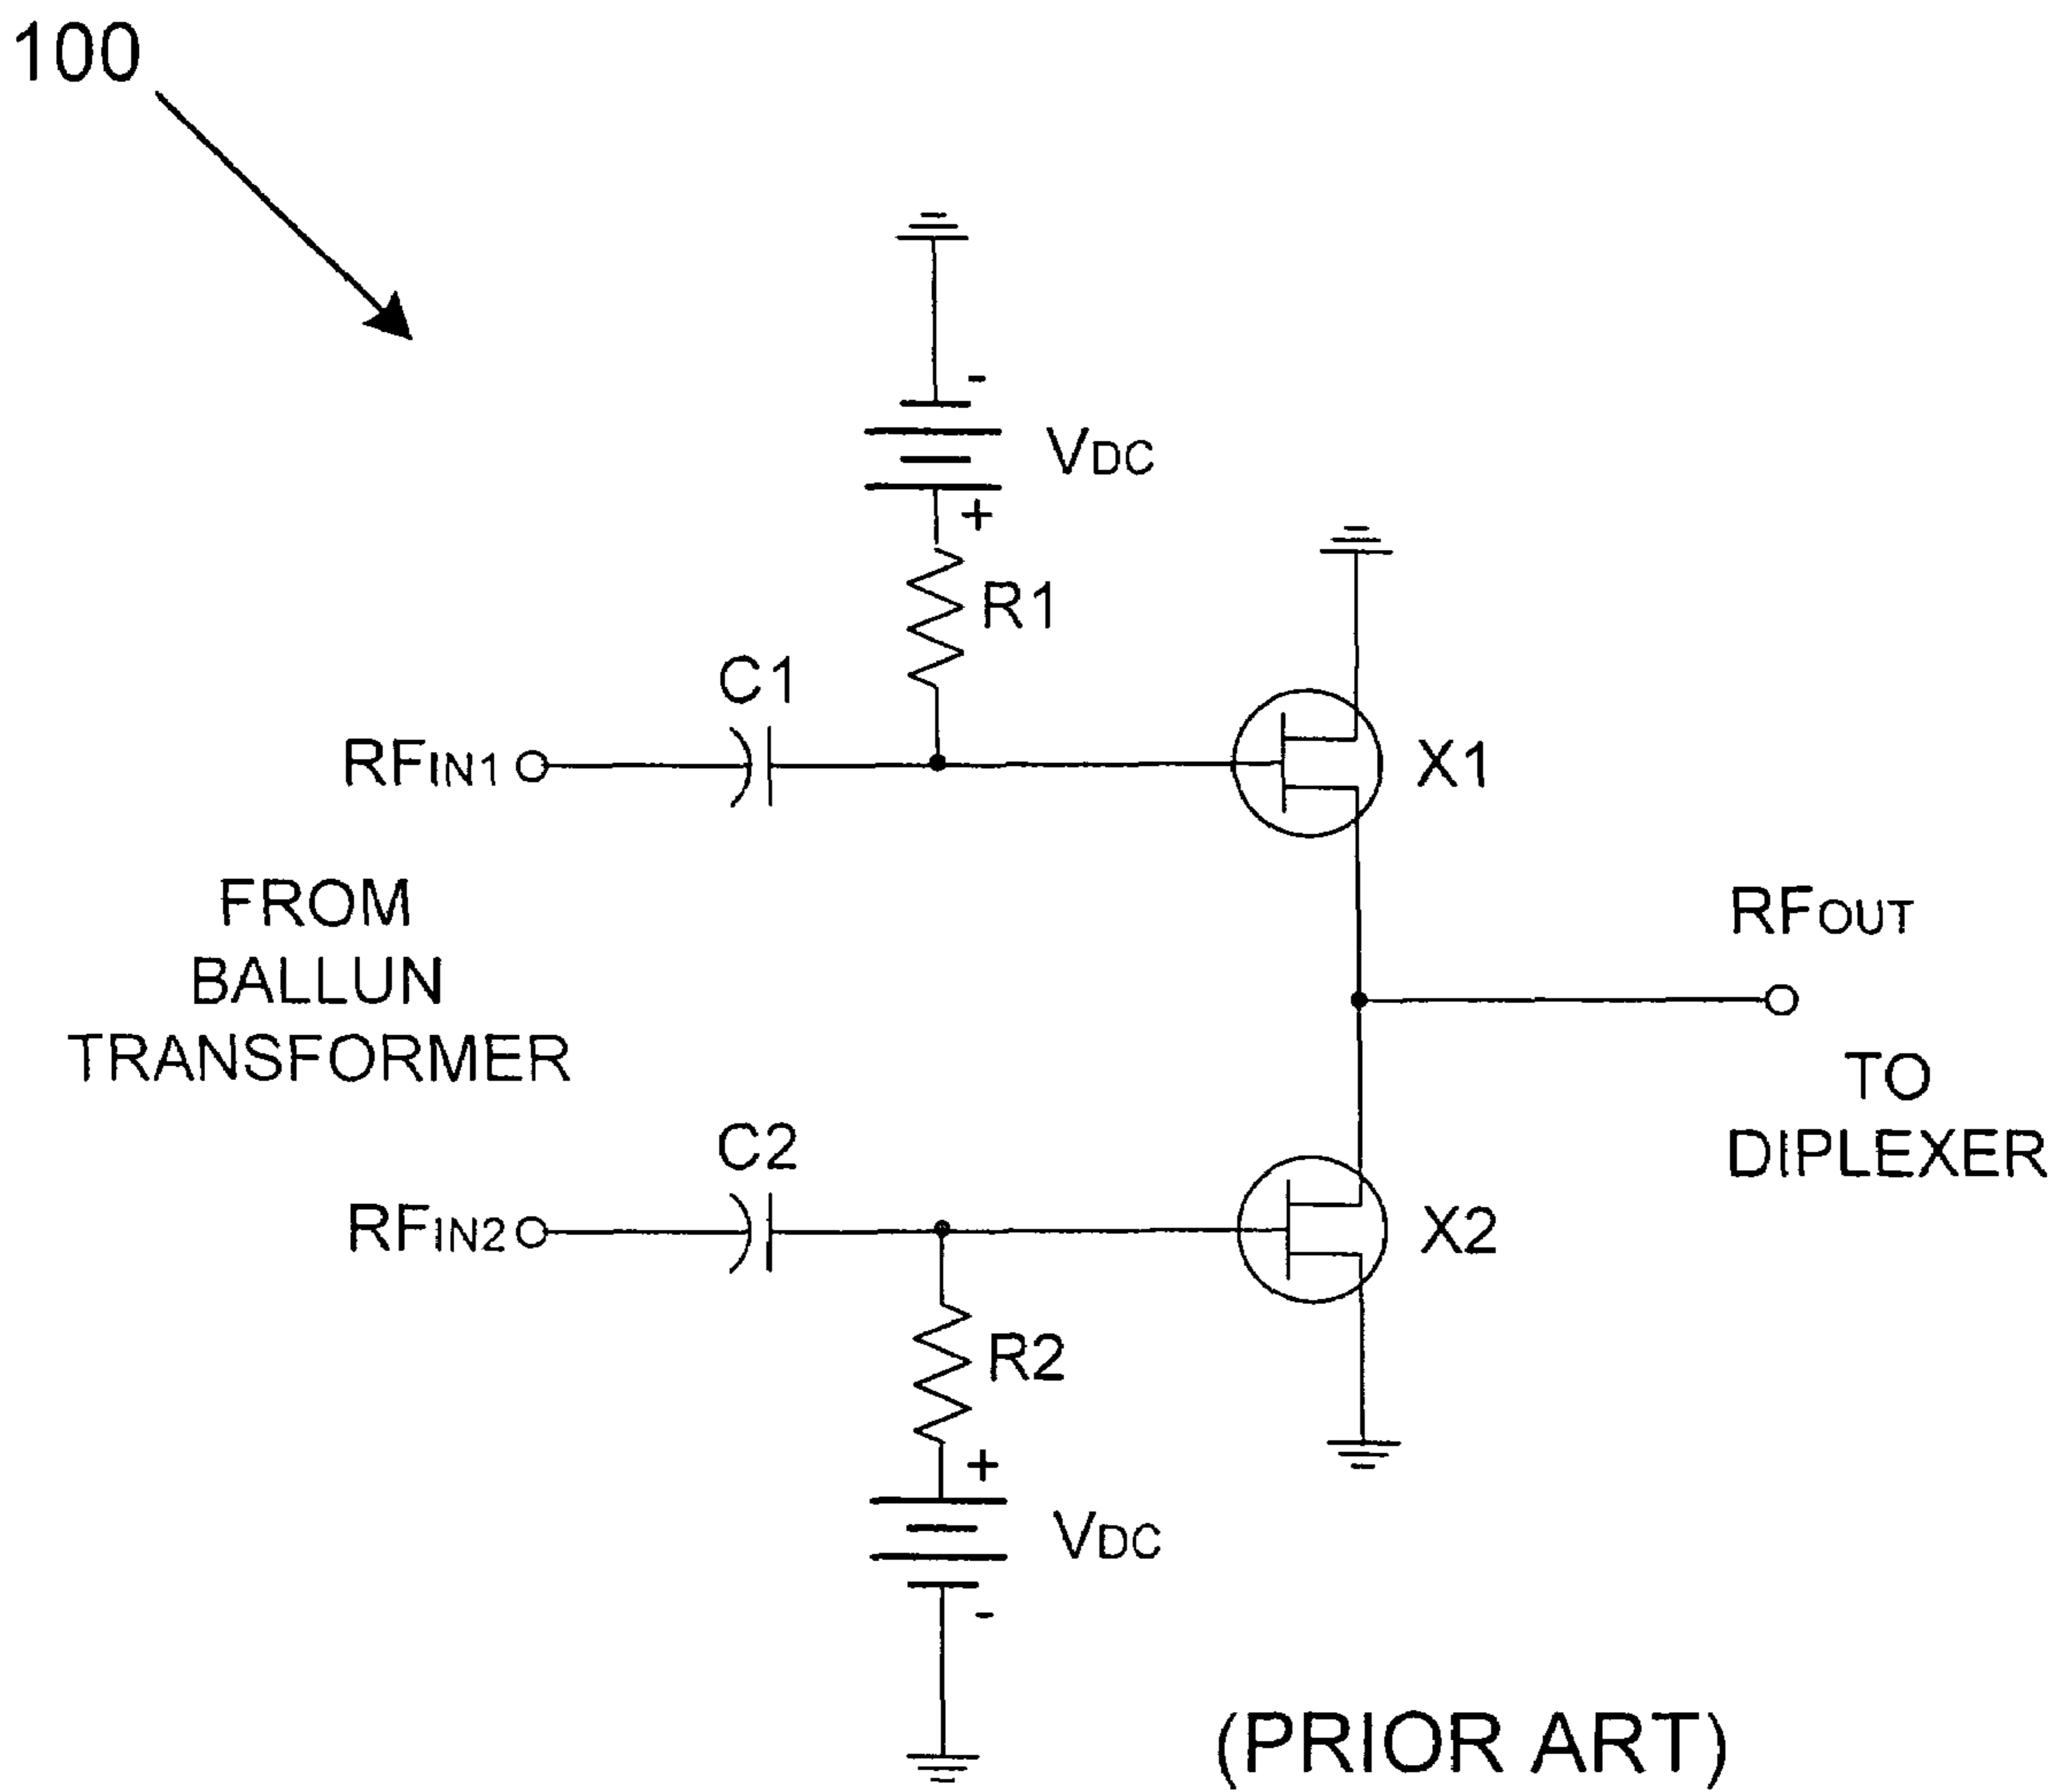 100
-
VDC
+
R1
C1
RFIN1
X1
FROM
BALLUN
TRANSFORMER
RFOUT
TO
DIPLEXER
C2
RFIN2
X2
R2
+
VDC
-
(PRIOR ART)